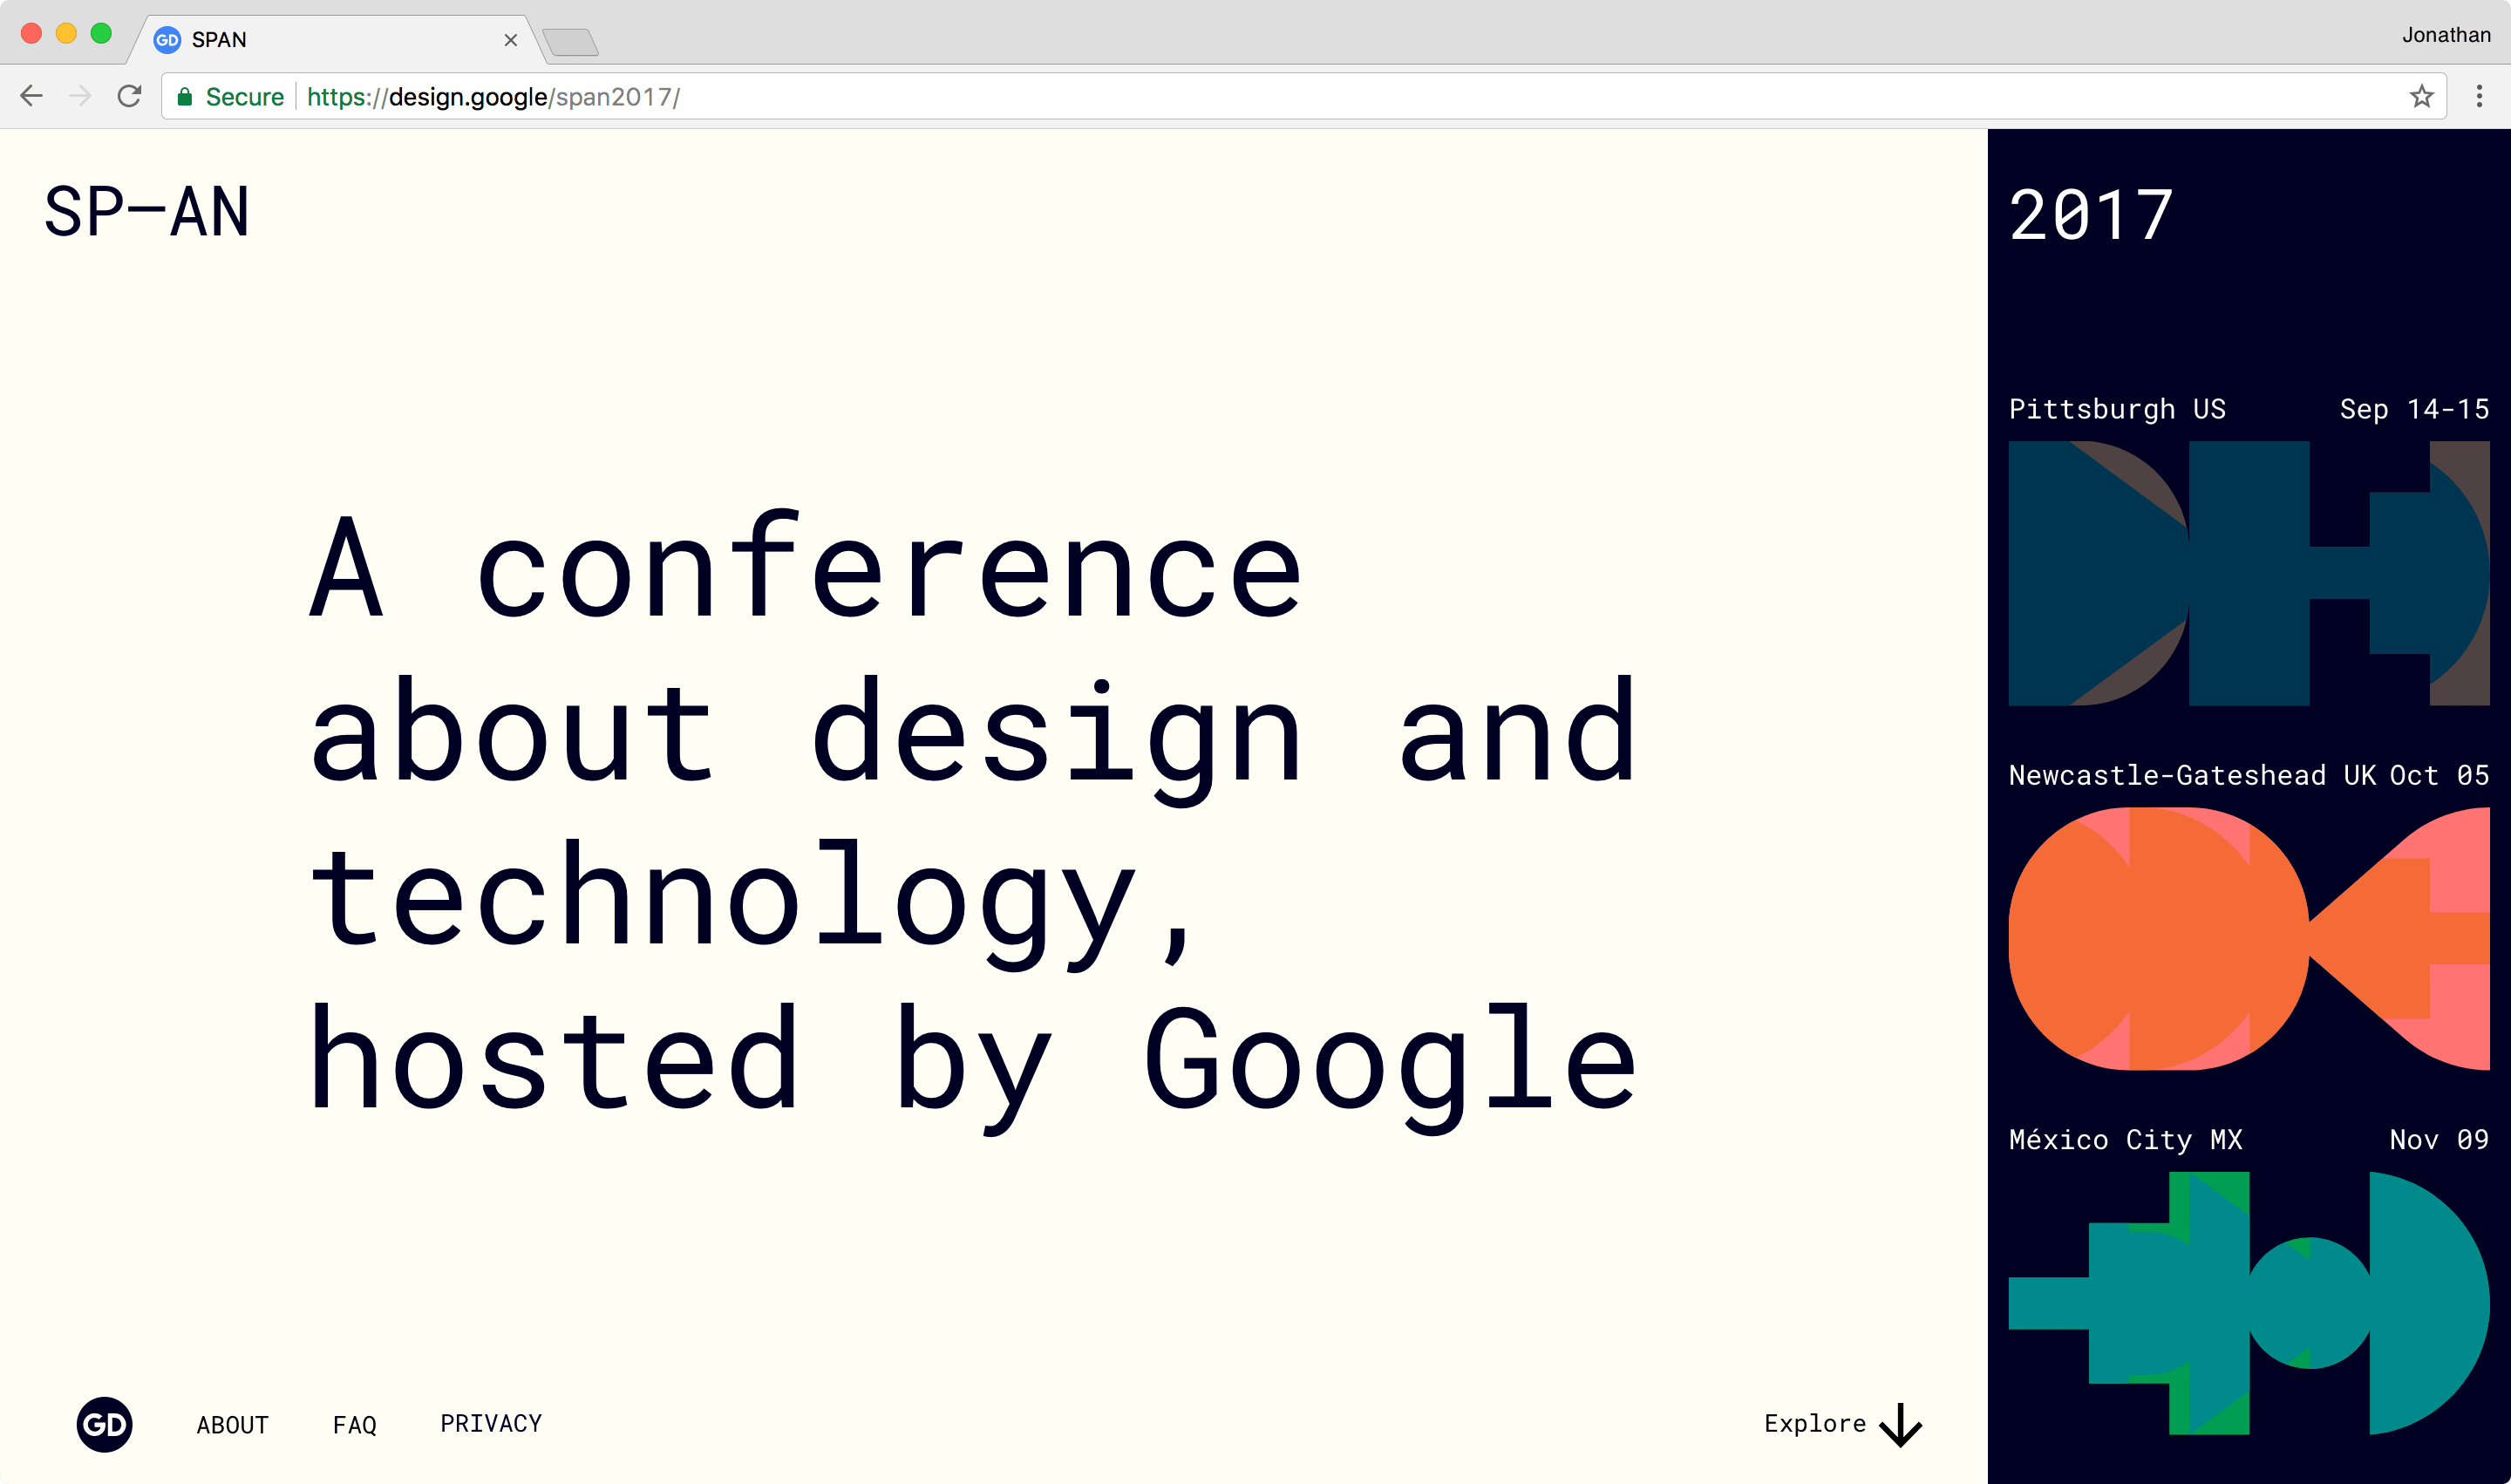 GD SPAN
Jonathan
Secure https://design.google/span2017/
SP—AN
2017
A conference
about design and
technology,
hosted by Google
Pittsburgh US Sep 14-15
Newcastle-Gateshead UK Oct 05
México City MX Nov 09
GD ABOUT FAQ PRIVACY
Explore